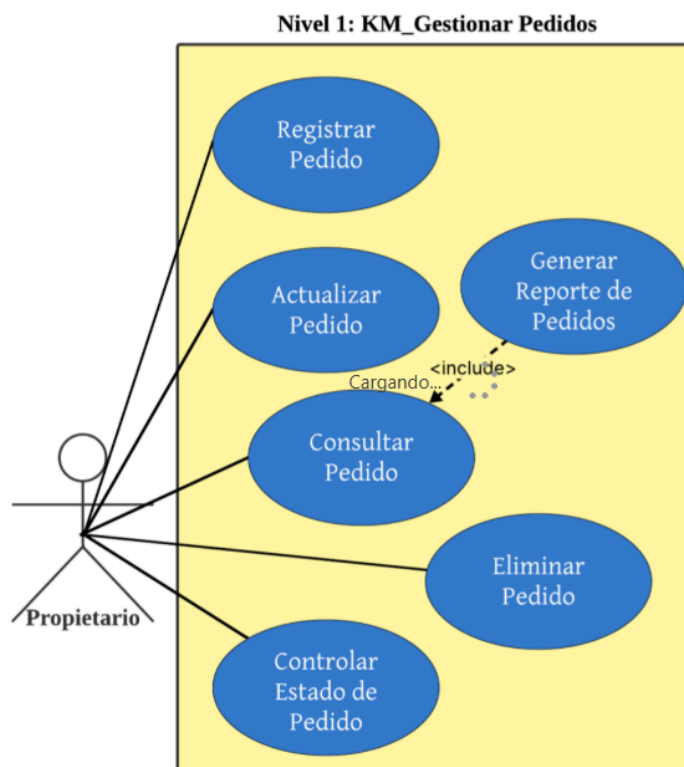 Nivel 1: KM_Gestionar Pedidos
Registrar
Pedido
Actualizar
Pedido
Generar
Reporte de
Pedidos
<include>
Cargando...
Consultar
Pedido
Eliminar
Pedido
Propietario
Controlar
Estado de
Pedido